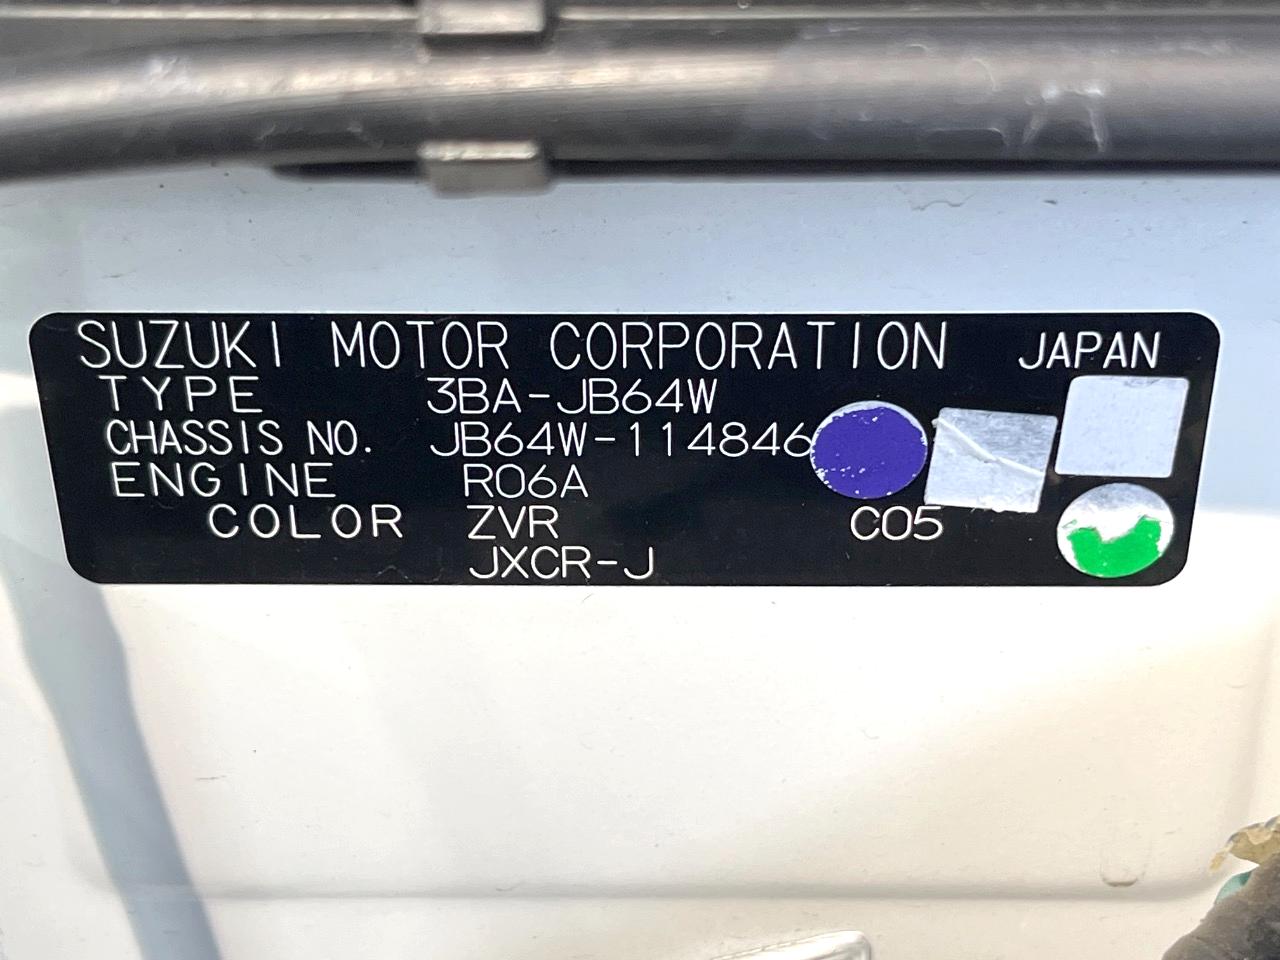 SUZUKI MOTOR CORPORATION JAPAN
TYPE 3BA-JB64W
CHASSIS NO. JB64W-114846
ENGINE R06A
COLOR ZVR C05
JXCR-J